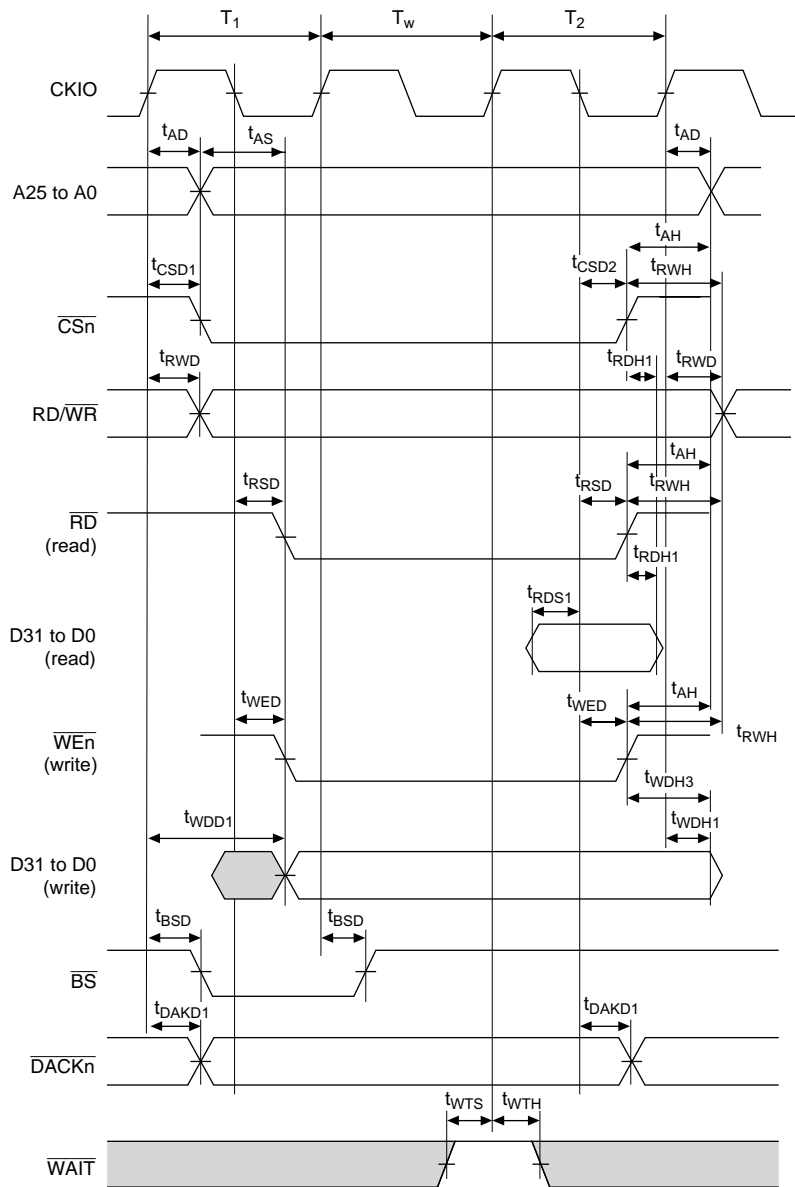 T1 Tw T2
CKIO
tAD tAS tAD
A25 to A0
tAH
tCSD1 tCSD2 tRWH
CSn
tRWD tRDH1 tRWD
RD/WR
tAH
tRSD tRSD tRWH
RD
(read)
tRDH1
tRDS1
D31 to D0
(read)
tAH
tWED tWED
tRWH
WEn
(write)
tWDH3
tWDD1 tWDH1
D31 to D0
(write)
tBSD tBSD
BS
tDAKD1 tDAKD1
DACKn
tWTS tWTH
WAIT